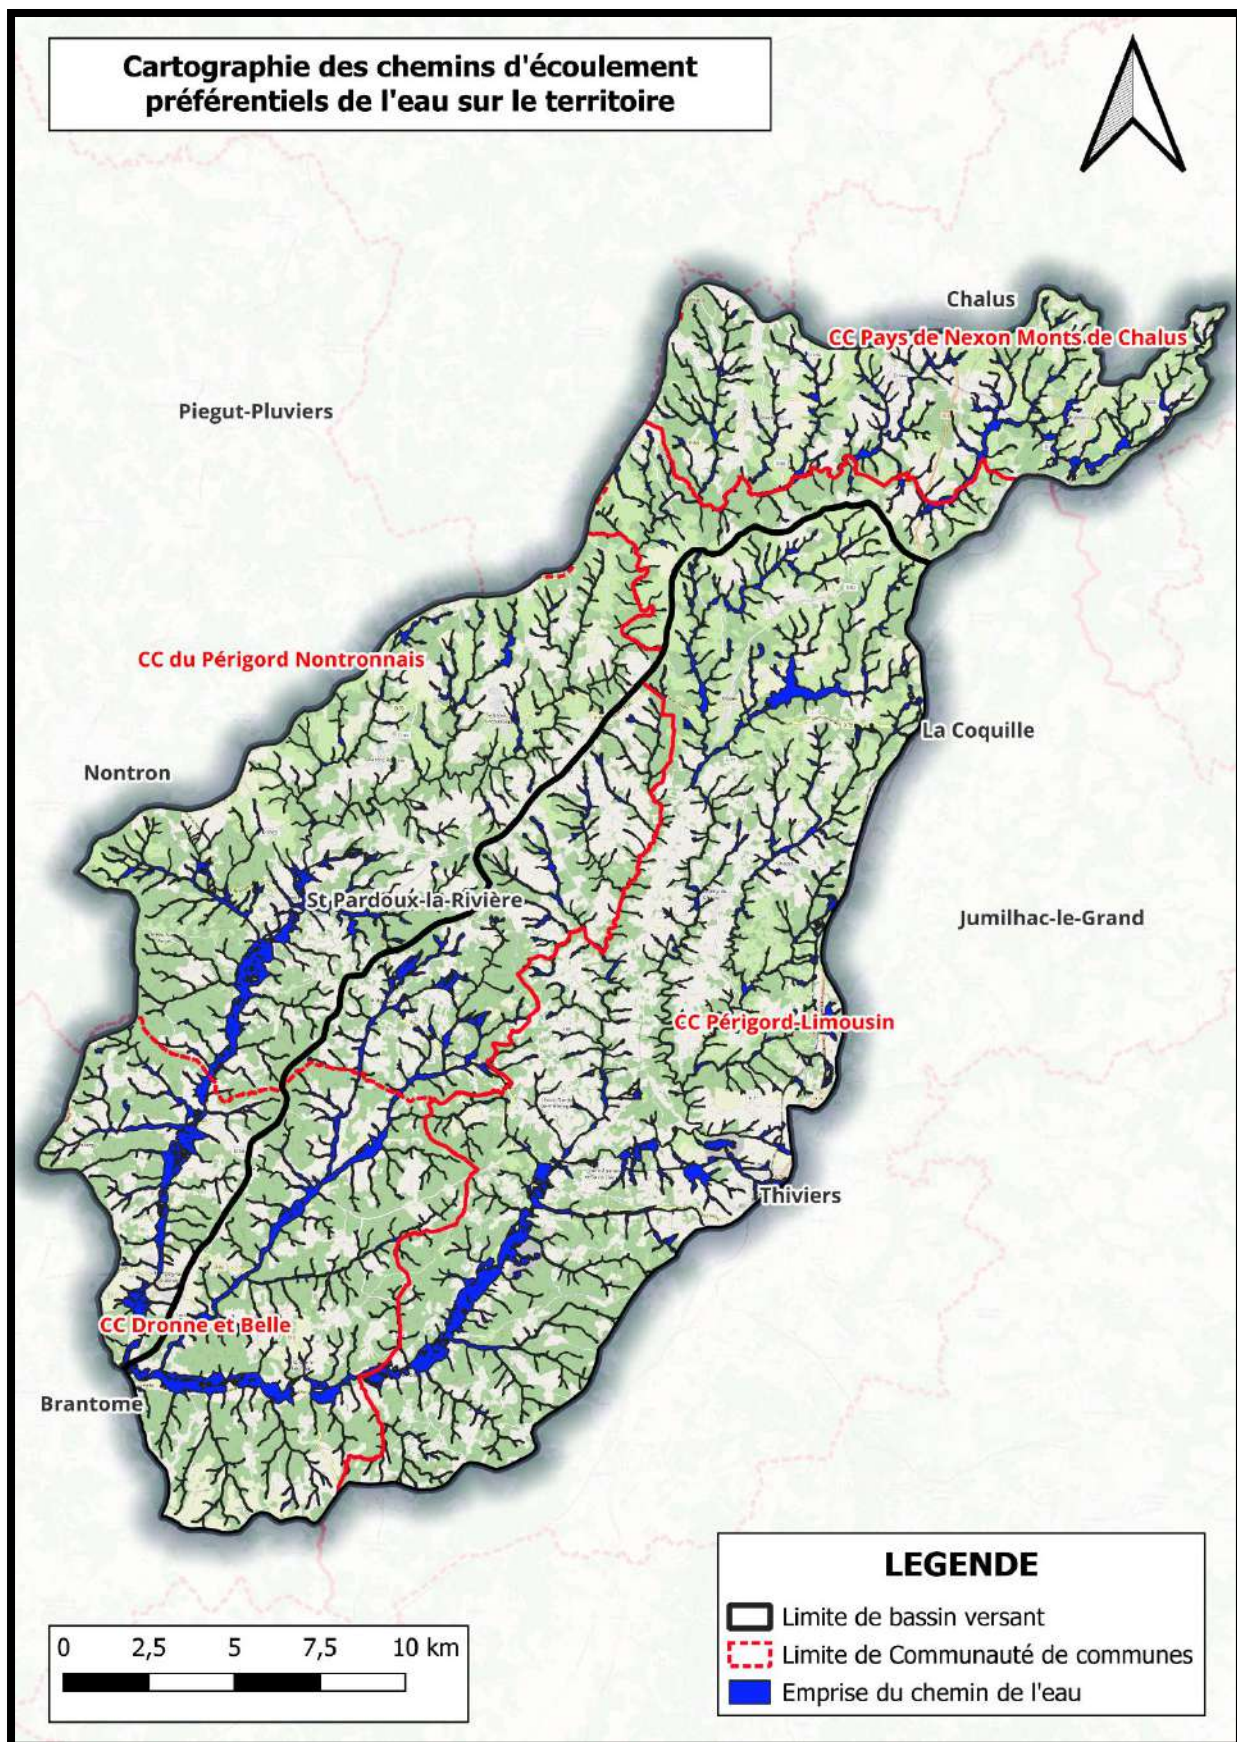 Cartographie des chemins d'écoulement
préférentiels de l'eau sur le territoire
Chalus
CC Pays de Nexon Monts de Chalus
Piegut-Pluviers
CC du Périgord Nontronnais
La Coquille
Nontron
St Pardoux-la-Rivière
Jumilhac-le-Grand
CC Périgord-Limousin
Thiviers
CC Dronne et Belle
Brantome
LEGENDE
Limite de bassin versant
Limite de Communauté de communes
Emprise du chemin de l'eau
0 2,5 5 7,5 10 km